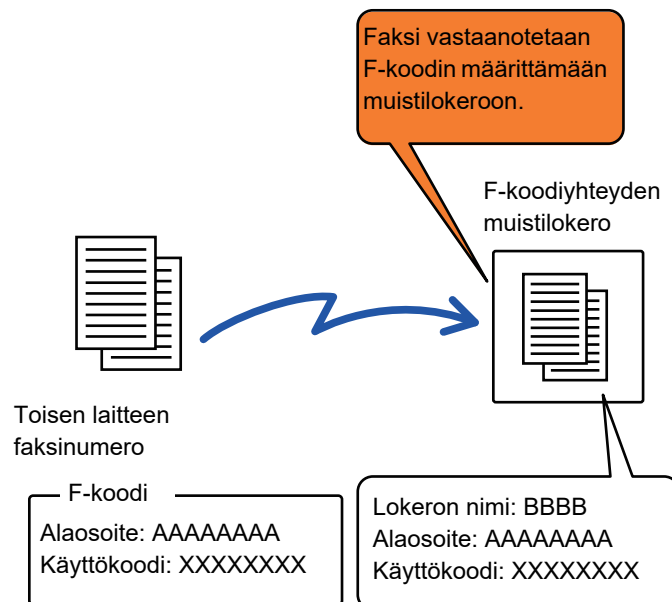 Faksi vastaanotetaan
F-koodin määrittämään
muistilokeroon.
F-koodiyhteyden
muistilokero
Toisen laitteen
faksinumero
F-koodi
Alaosoite: AAAAAAAA
Käyttökoodi: XXXXXXXX
Lokeron nimi: BBBB
Alaosoite: AAAAAAAA
Käyttökoodi: XXXXXXXX